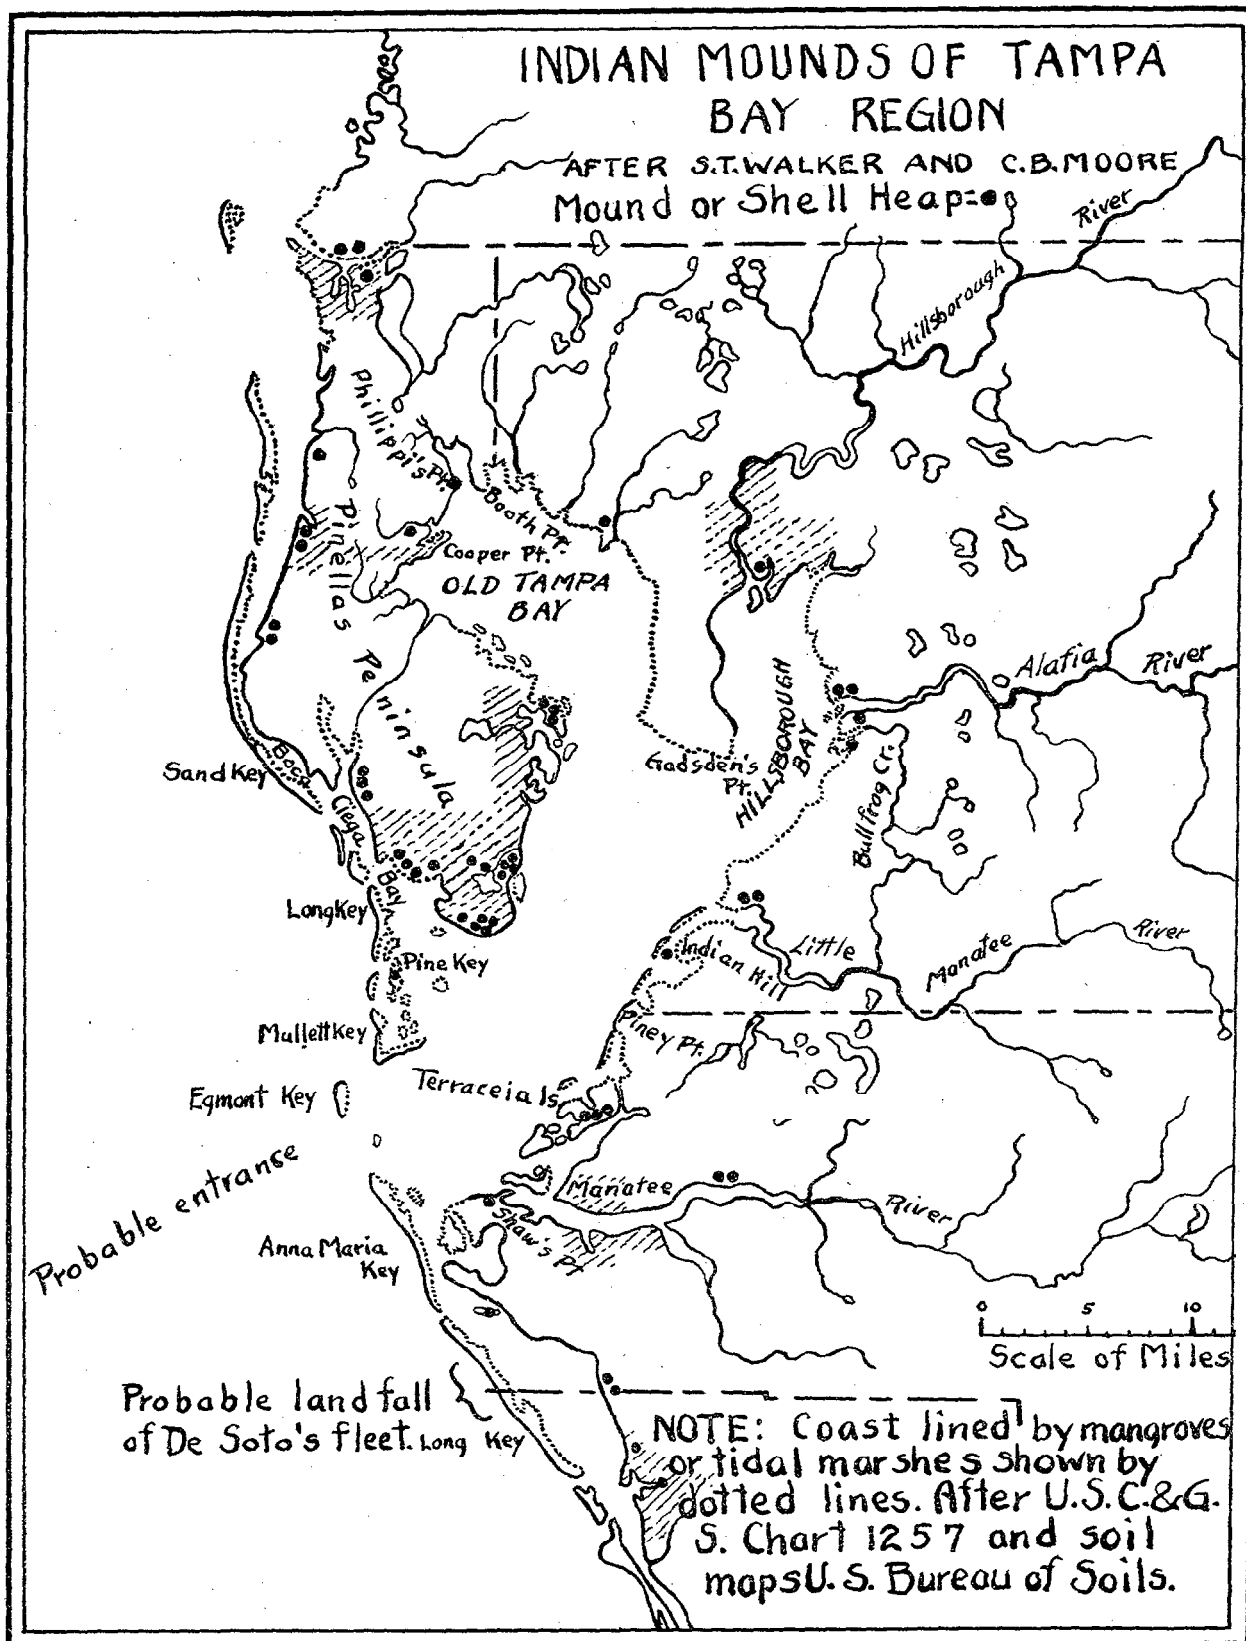 INDIAN MOUNDS OF TAMPA
BAY REGION
AFTER S.T. WALKER AND C.B. MOORE
Mound or Shell Heap=
River
Hillsborough
Phillippi's Pt.
Booth Pt.
Cooper Pt.
OLD TAMPA
BAY
Pinellas
Peninsula
Alafia
River
HILLSBOROUGH
BAY
Gadsden's
Pt.
Bullfrog Cr.
Sand Key
Boca
Ciega
Bay
Long Key
Pine Key
Mullett Key
Indian Hill
Little
Manatee
River
Piney Pt.
Terraceia Is.
Egmont Key
Probable entrance
Manatee
River
Shaw's Pt
Anna Maria
Key
0 5 10
Scale of Miles
Probable landfall
of De Soto's fleet.
Long Key
NOTE: Coast lined by mangroves
or tidal marshes shown by
dotted lines. After U.S.C.&G.
S. Chart 1257 and soil
maps U.S. Bureau of Soils.